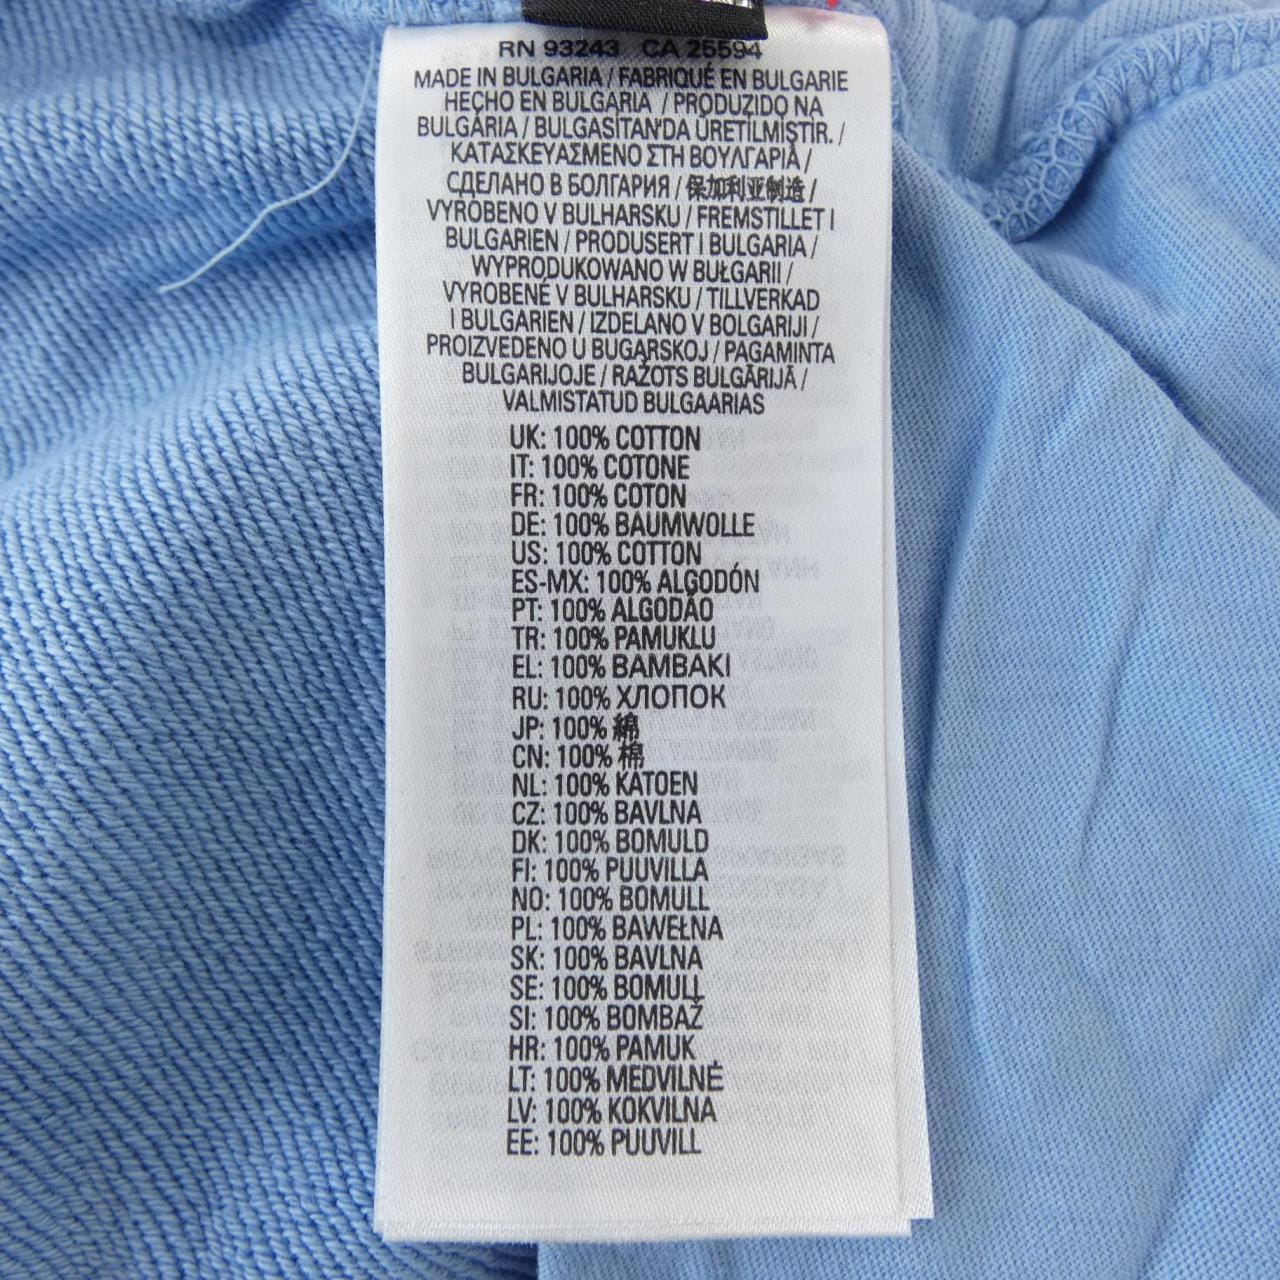 RN 93243 CA 25594
MADE IN BULGARIA / FABRIQUÉ EN BULGARIE
HECHO EN BULGARIA / PRODUZIDO NA
BULGÁRIA / BULGASITAN'DA ÜRETILMIŞTIR. /
ΚΑΤΑΣΚΕΥΑΣΜΕΝΟ ΣΤΗ ΒΟΥΛΓΑΡΙΑ /
СДЕЛАНО В БОЛГАРИЯ / 保加利亚制造 /
VYROBENO V BULHARSKU / FREMSTILLET I
BULGARIEN / PRODUSERT I BULGARIA /
WYPRODUKOWANO W BUŁGARII /
VYROBENÉ V BULHARSKU / TILLVERKAD
I BULGARIEN / IZDELANO V BOLGARIJI /
PROIZVEDENO U BUGARSKOJ / PAGAMINTA
BULGARIJOJE / RAŽOTS BULGĀRIJĀ /
VALMISTATUD BULGAARIAS
UK: 100% COTTON
IT: 100% COTONE
FR: 100% COTON
DE: 100% BAUMWOLLE
US: 100% COTTON
ES-MX: 100% ALGODÓN
PT: 100% ALGODÃO
TR: 100% PAMUKLU
EL: 100% ΒΑΜΒΑΚΙ
RU: 100% ХЛОПОК
JP: 100% 綿
CN: 100% 棉
NL: 100% KATOEN
CZ: 100% BAVLNA
DK: 100% BOMULD
FI: 100% PUUVILLA
NO: 100% BOMULL
PL: 100% BAWEŁNA
SK: 100% BAVLNA
SE: 100% BOMULL
SI: 100% BOMBAŽ
HR: 100% PAMUK
LT: 100% MEDVILNĖ
LV: 100% KOKVILNA
EE: 100% PUUVILL